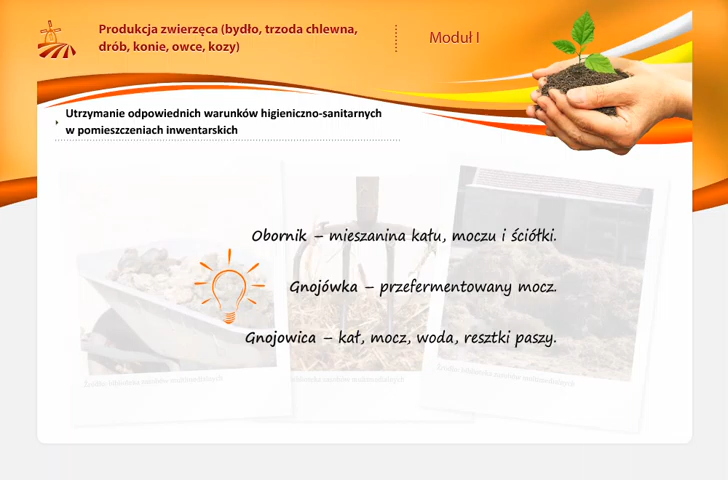 Produkcja zwierzęca (bydło, trzoda chlewna,
drób, konie, owce, kozy)
Moduł I
Utrzymanie odpowiednich warunków higieniczno-sanitarnych
w pomieszczeniach inwentarskich
Obornik – mieszanina kału, moczu i ściółki.
Gnojówka – przefermentowany mocz.
Gnojowica – kał, mocz, woda, resztki paszy.